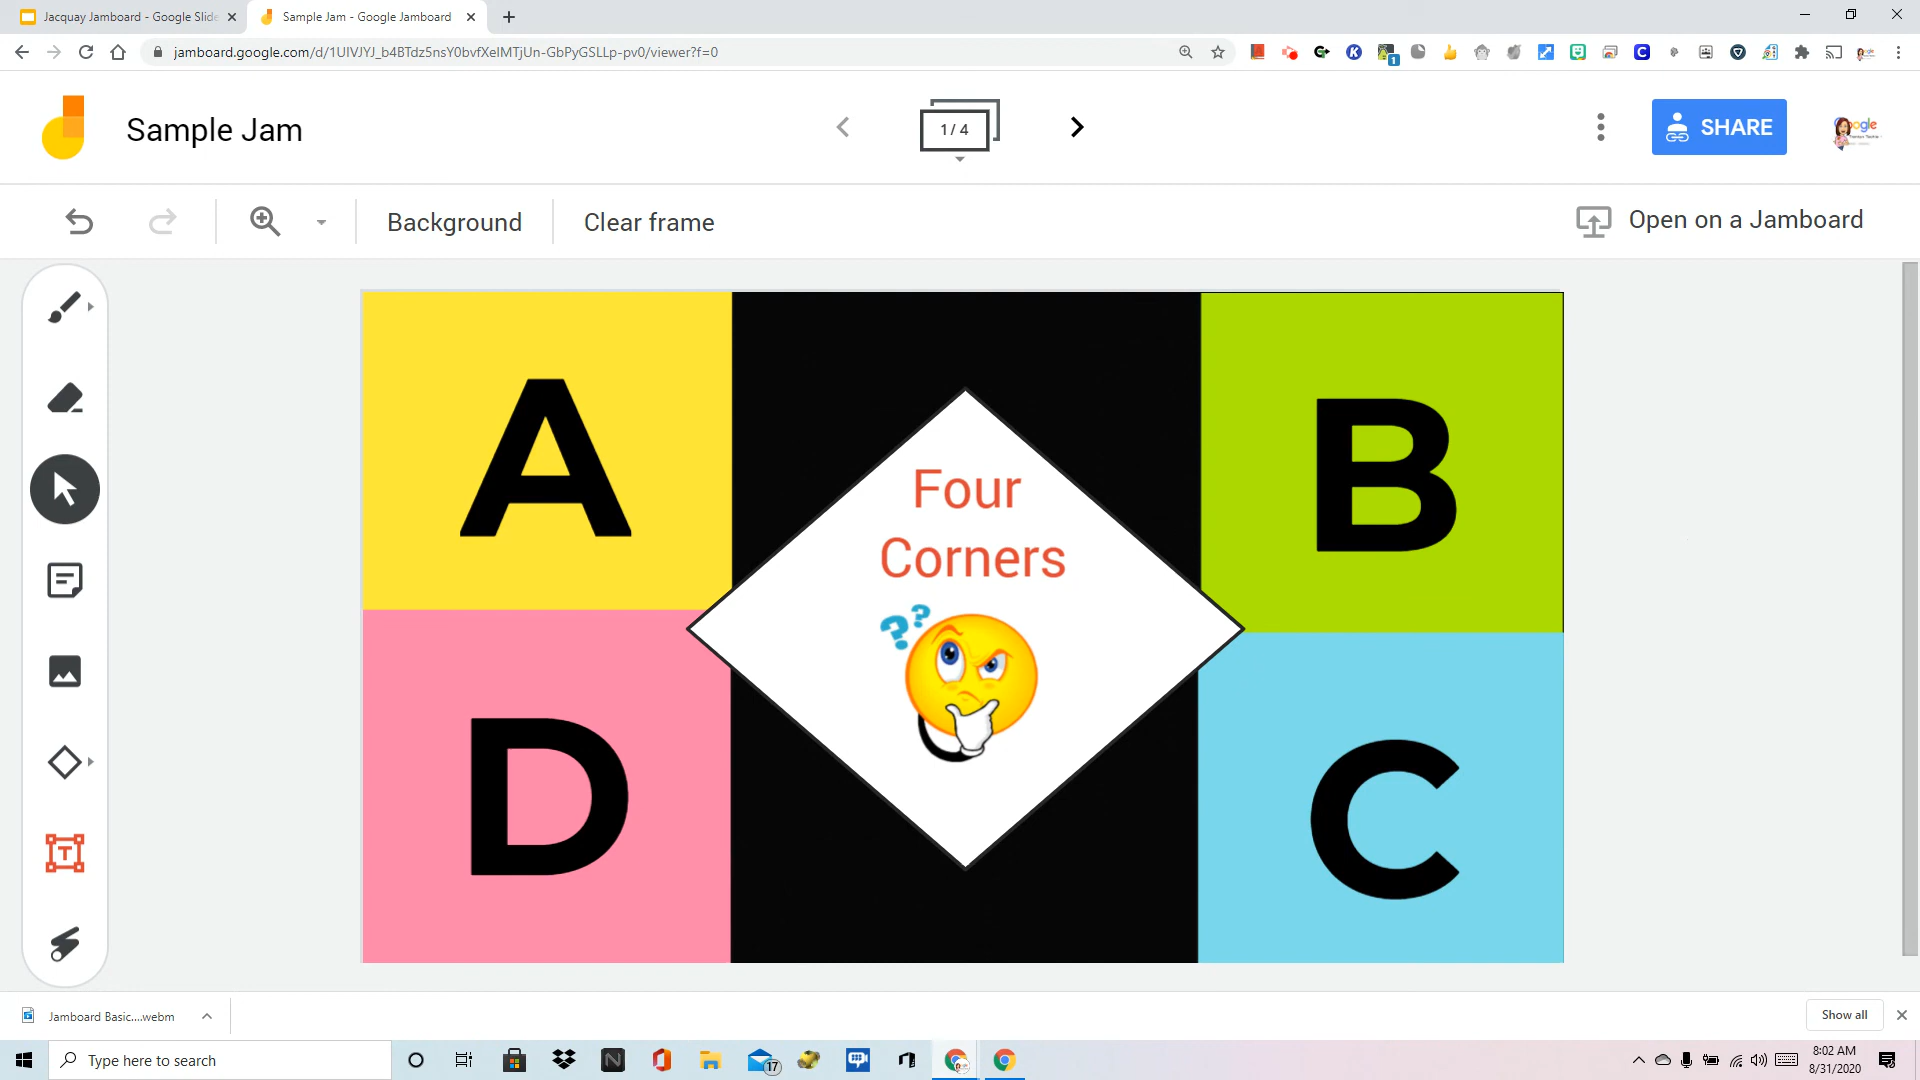 Jacquay Jamboard - Google Slide
Sample Jam - Google Jamboard
jamboard.google.com/d/1UIVJYJ_b4BTdz5nsY0bvfXeIMTjUn-GbPyGSLLp-pv0/viewer?f=0
Sample Jam
1 / 4
SHARE
Background
Clear frame
Open on a Jamboard
A
B
Four
Corners
D
C
Jamboard Basic....webm
Show all
Type here to search
17
8:02 AM
8/31/2020